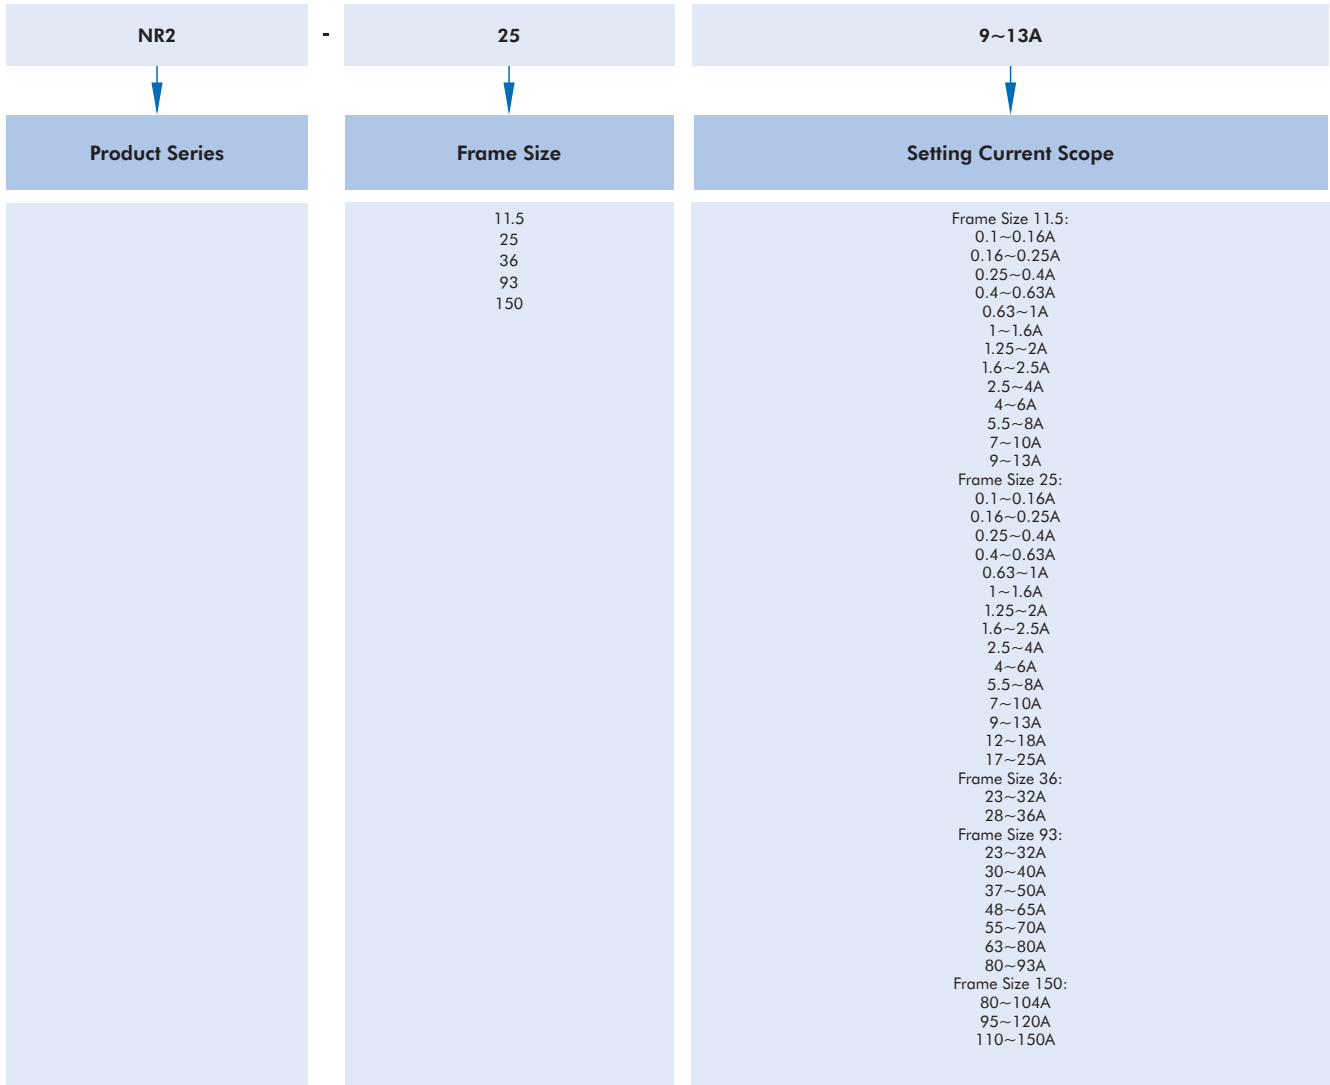 NR2 - 25 9~13A
Product Series Frame Size Setting Current Scope
11.5
25
36
93
150
Frame Size 11.5:
0.1~0.16A
0.16~0.25A
0.25~0.4A
0.4~0.63A
0.63~1A
1~1.6A
1.25~2A
1.6~2.5A
2.5~4A
4~6A
5.5~8A
7~10A
9~13A
Frame Size 25:
0.1~0.16A
0.16~0.25A
0.25~0.4A
0.4~0.63A
0.63~1A
1~1.6A
1.25~2A
1.6~2.5A
2.5~4A
4~6A
5.5~8A
7~10A
9~13A
12~18A
17~25A
Frame Size 36:
23~32A
28~36A
Frame Size 93:
23~32A
30~40A
37~50A
48~65A
55~70A
63~80A
80~93A
Frame Size 150:
80~104A
95~120A
110~150A